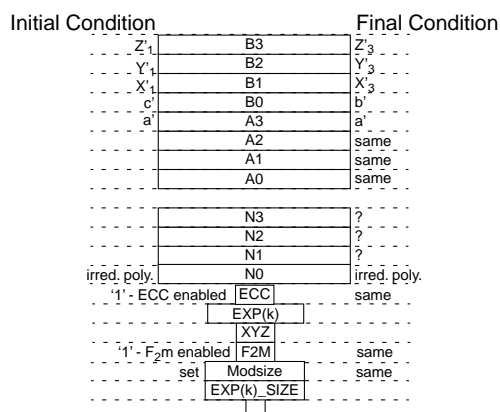 Initial Condition Final Condition
Z'1 B3 Z'3
Y'1 B2 Y'3
X'1 B1 X'3
c' B0 b'
a' A3 a'
A2 same
A1 same
A0 same
N3 ?
N2 ?
N1 ?
irred. poly. N0 irred. poly.
'1' - ECC enabled ECC same
EXP(k)
XYZ
'1' - F2m enabled F2M same
set Modsize same
EXP(k)_SIZE